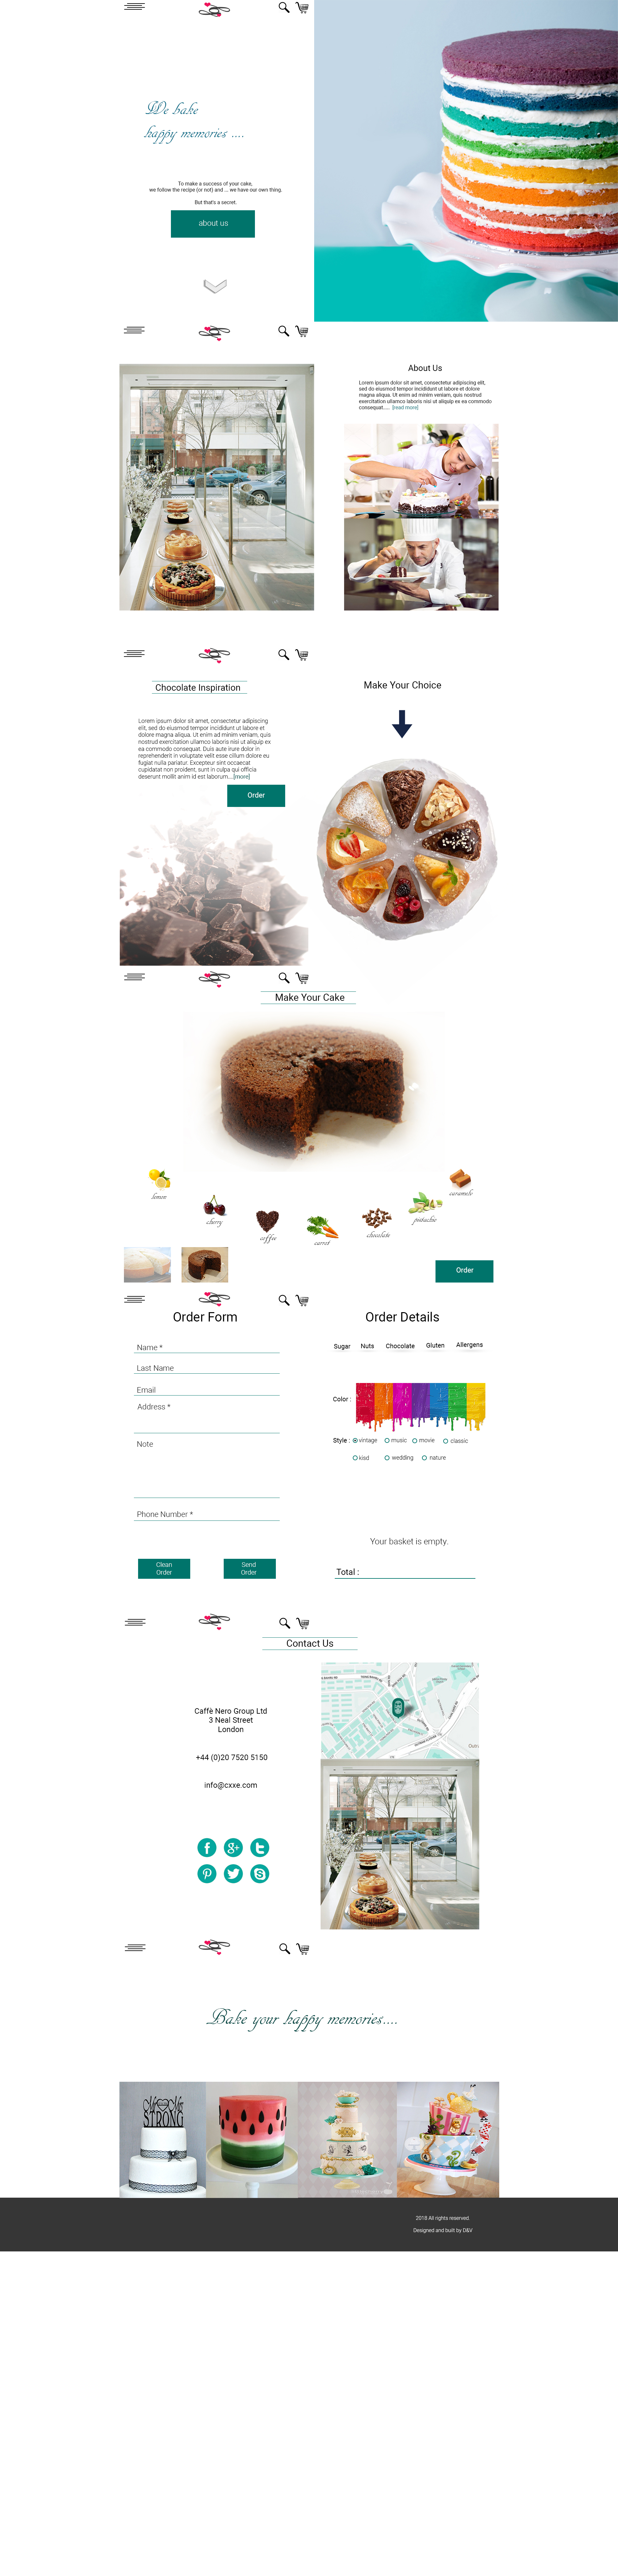 We bake
happy memories ....
To make a success of your cake,
we follow the recipe (or not) and ... we have our own thing.
But that's a secret.
about us
About Us
Lorem ipsum dolor sit amet, consectetur adipiscing elit,
sed do eiusmod tempor incididunt ut labore et dolore
magna aliqua. Ut enim ad minim veniam, quis nostrud
exercitation ullamco laboris nisi ut aliquip ex ea commodo
consequat..... [read more]
Chocolate Inspiration
Lorem ipsum dolor sit amet, consectetur adipiscing
elit, sed do eiusmod tempor incididunt ut labore et
dolore magna aliqua. Ut enim ad minim veniam, quis
nostrud exercitation ullamco laboris nisi ut aliquip ex
ea commodo consequat. Duis aute irure dolor in
reprehenderit in voluptate velit esse cillum dolore eu
fugiat nulla pariatur. Excepteur sint occaecat
cupidatat non proident, sunt in culpa qui officia
deserunt mollit anim id est laborum....[more]
Order
Make Your Choice
Make Your Cake
lemon
cherry
coffee
carrot
chocolate
pistachio
caramele
Order
Order Form
Name *
Last Name
Email
Address *
Note
Phone Number *
Clean
Order
Send
Order
Order Details
Sugar Nuts Chocolate Gluten Allergens
Color :
Style : vintage music movie classic
kisd wedding nature
Your basket is empty.
Total :
Contact Us
Caffè Nero Group Ltd
3 Neal Street
London
+44 (0)20 7520 5150
info@cxxe.com
Bake your happy memories....
Mr Mrs
STRONG
2018 All rights reserved
Designed and built by D&V